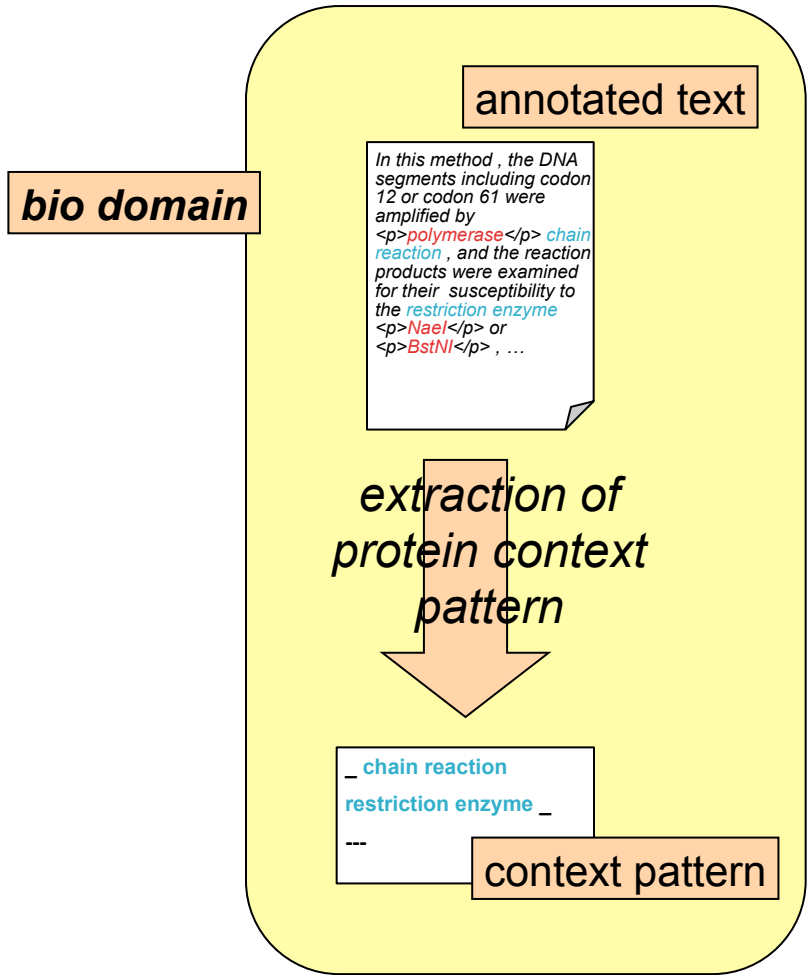 annotated text
bio domain
In this method , the DNA
segments including codon
12 or codon 61 were
amplified by
<p>polymerase</p> chain
reaction , and the reaction
products were examined
for their susceptibility to
the restriction enzyme
<p>NaeI</p> or
<p>BstNI</p> , …
extraction of
protein context
pattern
_ chain reaction
restriction enzyme _
---
context pattern